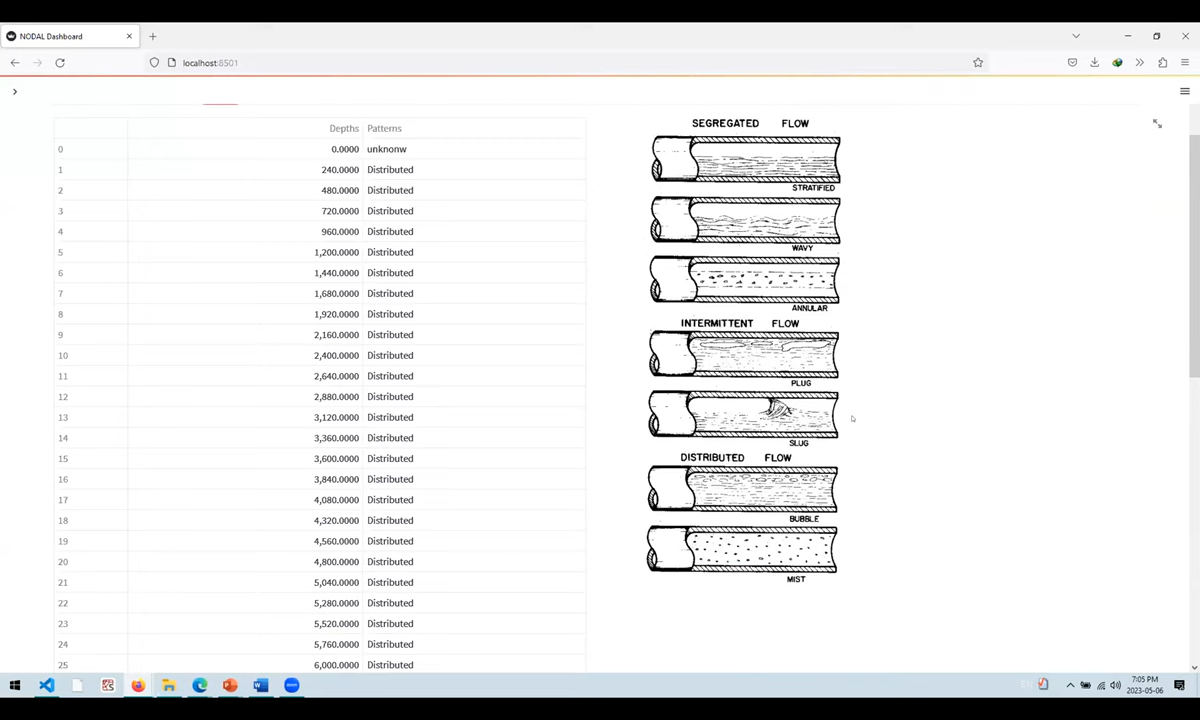 NODAL Dashboard
localhost:8501
Depths Patterns
0 0.0000 unknonw
1 240.0000 Distributed
2 480.0000 Distributed
3 720.0000 Distributed
4 960.0000 Distributed
5 1,200.0000 Distributed
6 1,440.0000 Distributed
7 1,680.0000 Distributed
8 1,920.0000 Distributed
9 2,160.0000 Distributed
10 2,400.0000 Distributed
11 2,640.0000 Distributed
12 2,880.0000 Distributed
13 3,120.0000 Distributed
14 3,360.0000 Distributed
15 3,600.0000 Distributed
16 3,840.0000 Distributed
17 4,080.0000 Distributed
18 4,320.0000 Distributed
19 4,560.0000 Distributed
20 4,800.0000 Distributed
21 5,040.0000 Distributed
22 5,280.0000 Distributed
23 5,520.0000 Distributed
24 5,760.0000 Distributed
25 6,000.0000 Distributed
SEGREGATED FLOW
STRATIFIED
WAVY
ANNULAR
INTERMITTENT FLOW
PLUG
SLUG
DISTRIBUTED FLOW
BUBBLE
MIST
EN
7:05 PM
2023-05-06